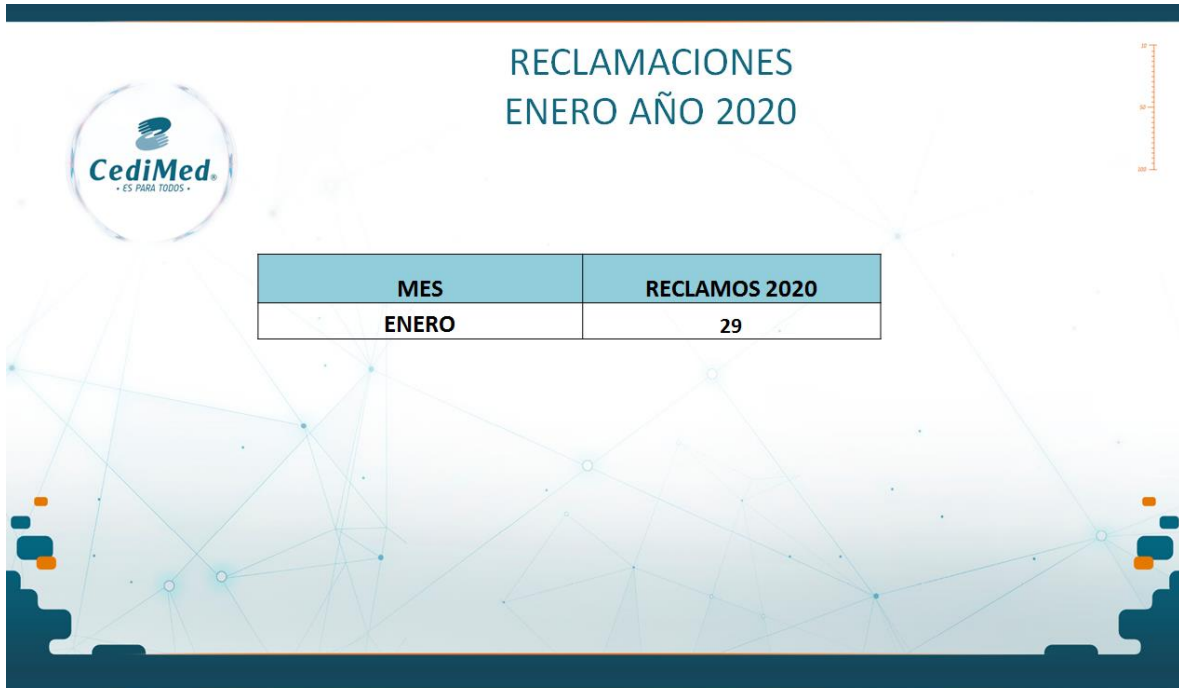 RECLAMACIONES
ENERO AÑO 2020
CediMed®
• ES PARA TODOS •
MES RECLAMOS 2020
ENERO 29